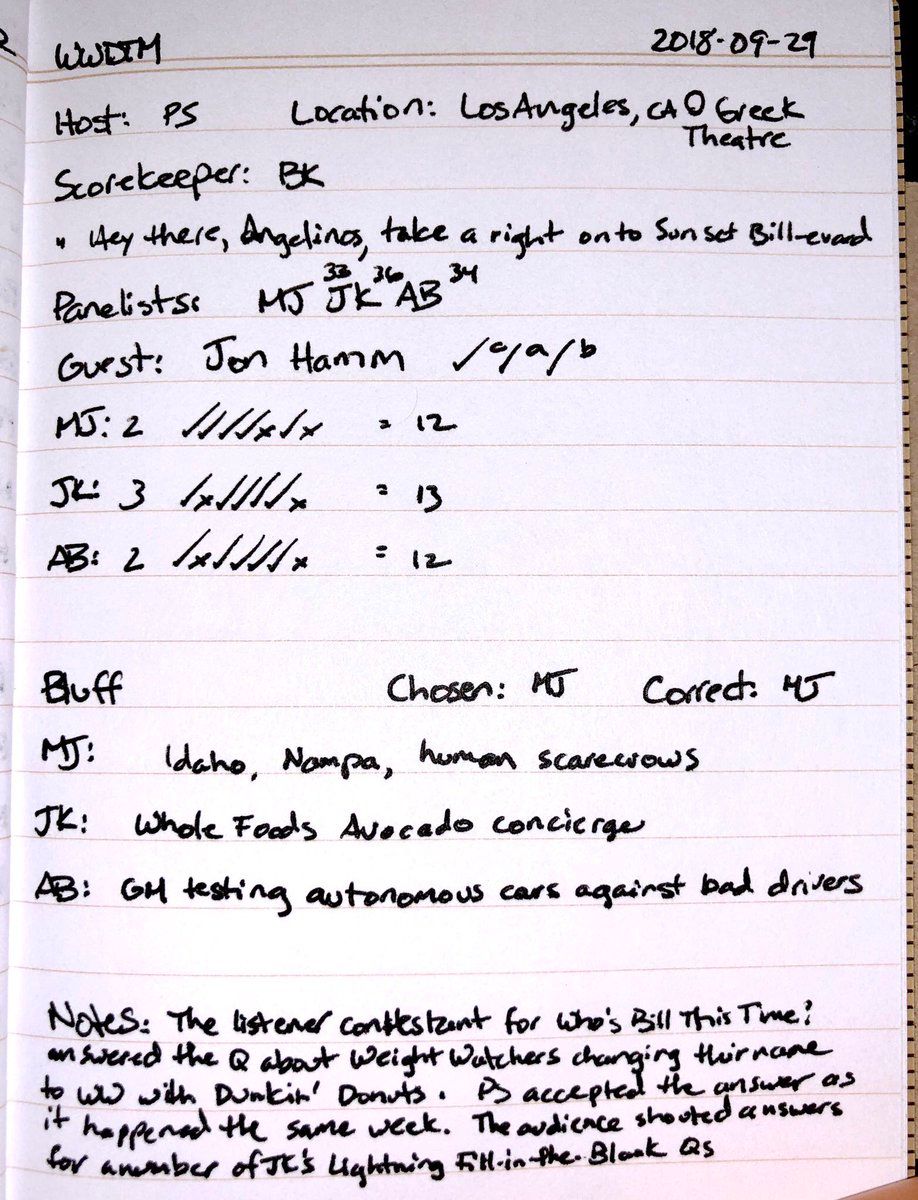 WWDTM 2018-09-29
Host: PS Location: Los Angeles, CA Greek
Theatre
Scorekeeper: BK
" Hey there, Angelinos, take a right onto Sunset Bill-evard
Panelists: MJ 33 JK 36 AB 34
Guest: Jon Hamm ✓c/a/b
MJ: 2 ✓✓✓✓x✓x = 12
JK: 3 ✓x✓✓✓✓x = 13
AB: 2 ✓x✓✓✓✓x = 12
Bluff Chosen: MJ Correct: MJ
MJ: Idaho, Nampa, human scarecrows
JK: Whole Foods Avocado concierge
AB: GM testing autonomous cars against bad drivers
Notes: The listener contestant for Who's Bill This Time?
answered the Q about Weight Watchers changing their name
to WW with Dunkin' Donuts. PS accepted the answer as
it happened the same week. The audience shouted answers
for a number of JK's Lightning Fill-in-the-Blank Qs